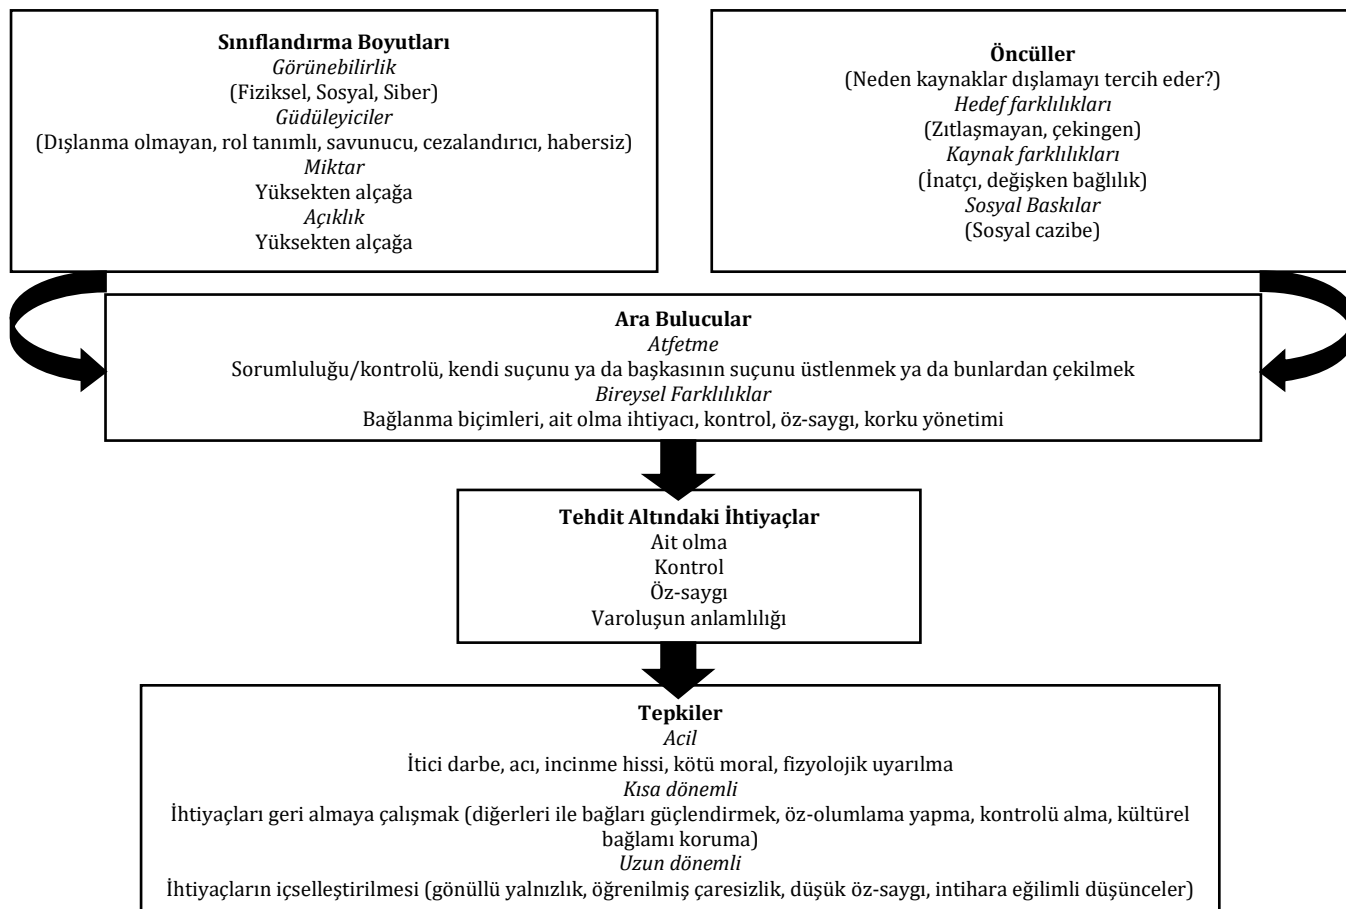 Sınıflandırma Boyutları
Görünebilirlik
(Fiziksel, Sosyal, Siber)
Güdüleyiciler
(Dışlanma olmayan, rol tanımlı, savunucu, cezalandırıcı, habersiz)
Miktar
Yüksekten alçağa
Açıklık
Yüksekten alçağa
Öncüller
(Neden kaynaklar dışlamayı tercih eder?)
Hedef farklılıkları
(Zıtlaşmayan, çekingen)
Kaynak farklılıkları
(İnatçı, değişken bağlılık)
Sosyal Baskılar
(Sosyal cazibe)
Ara Bulucular
Atfetme
Sorumluluğu/kontrolü, kendi suçunu ya da başkasının suçunu üstlenmek ya da bunlardan çekilmek
Bireysel Farklılıklar
Bağlanma biçimleri, ait olma ihtiyacı, kontrol, öz-saygı, korku yönetimi
Tehdit Altındaki İhtiyaçlar
Ait olma
Kontrol
Öz-saygı
Varoluşun anlamlılığı
Tepkiler
Acil
İtici darbe, acı, incinme hissi, kötü moral, fizyolojik uyarılma
Kısa dönemli
İhtiyaçları geri almaya çalışmak (diğerleri ile bağları güçlendirmek, öz-olumlama yapma, kontrolü alma, kültürel
bağlamı koruma)
Uzun dönemli
İhtiyaçların içselleştirilmesi (gönüllü yalnızlık, öğrenilmiş çaresizlik, düşük öz-saygı, intihara eğilimli düşünceler)